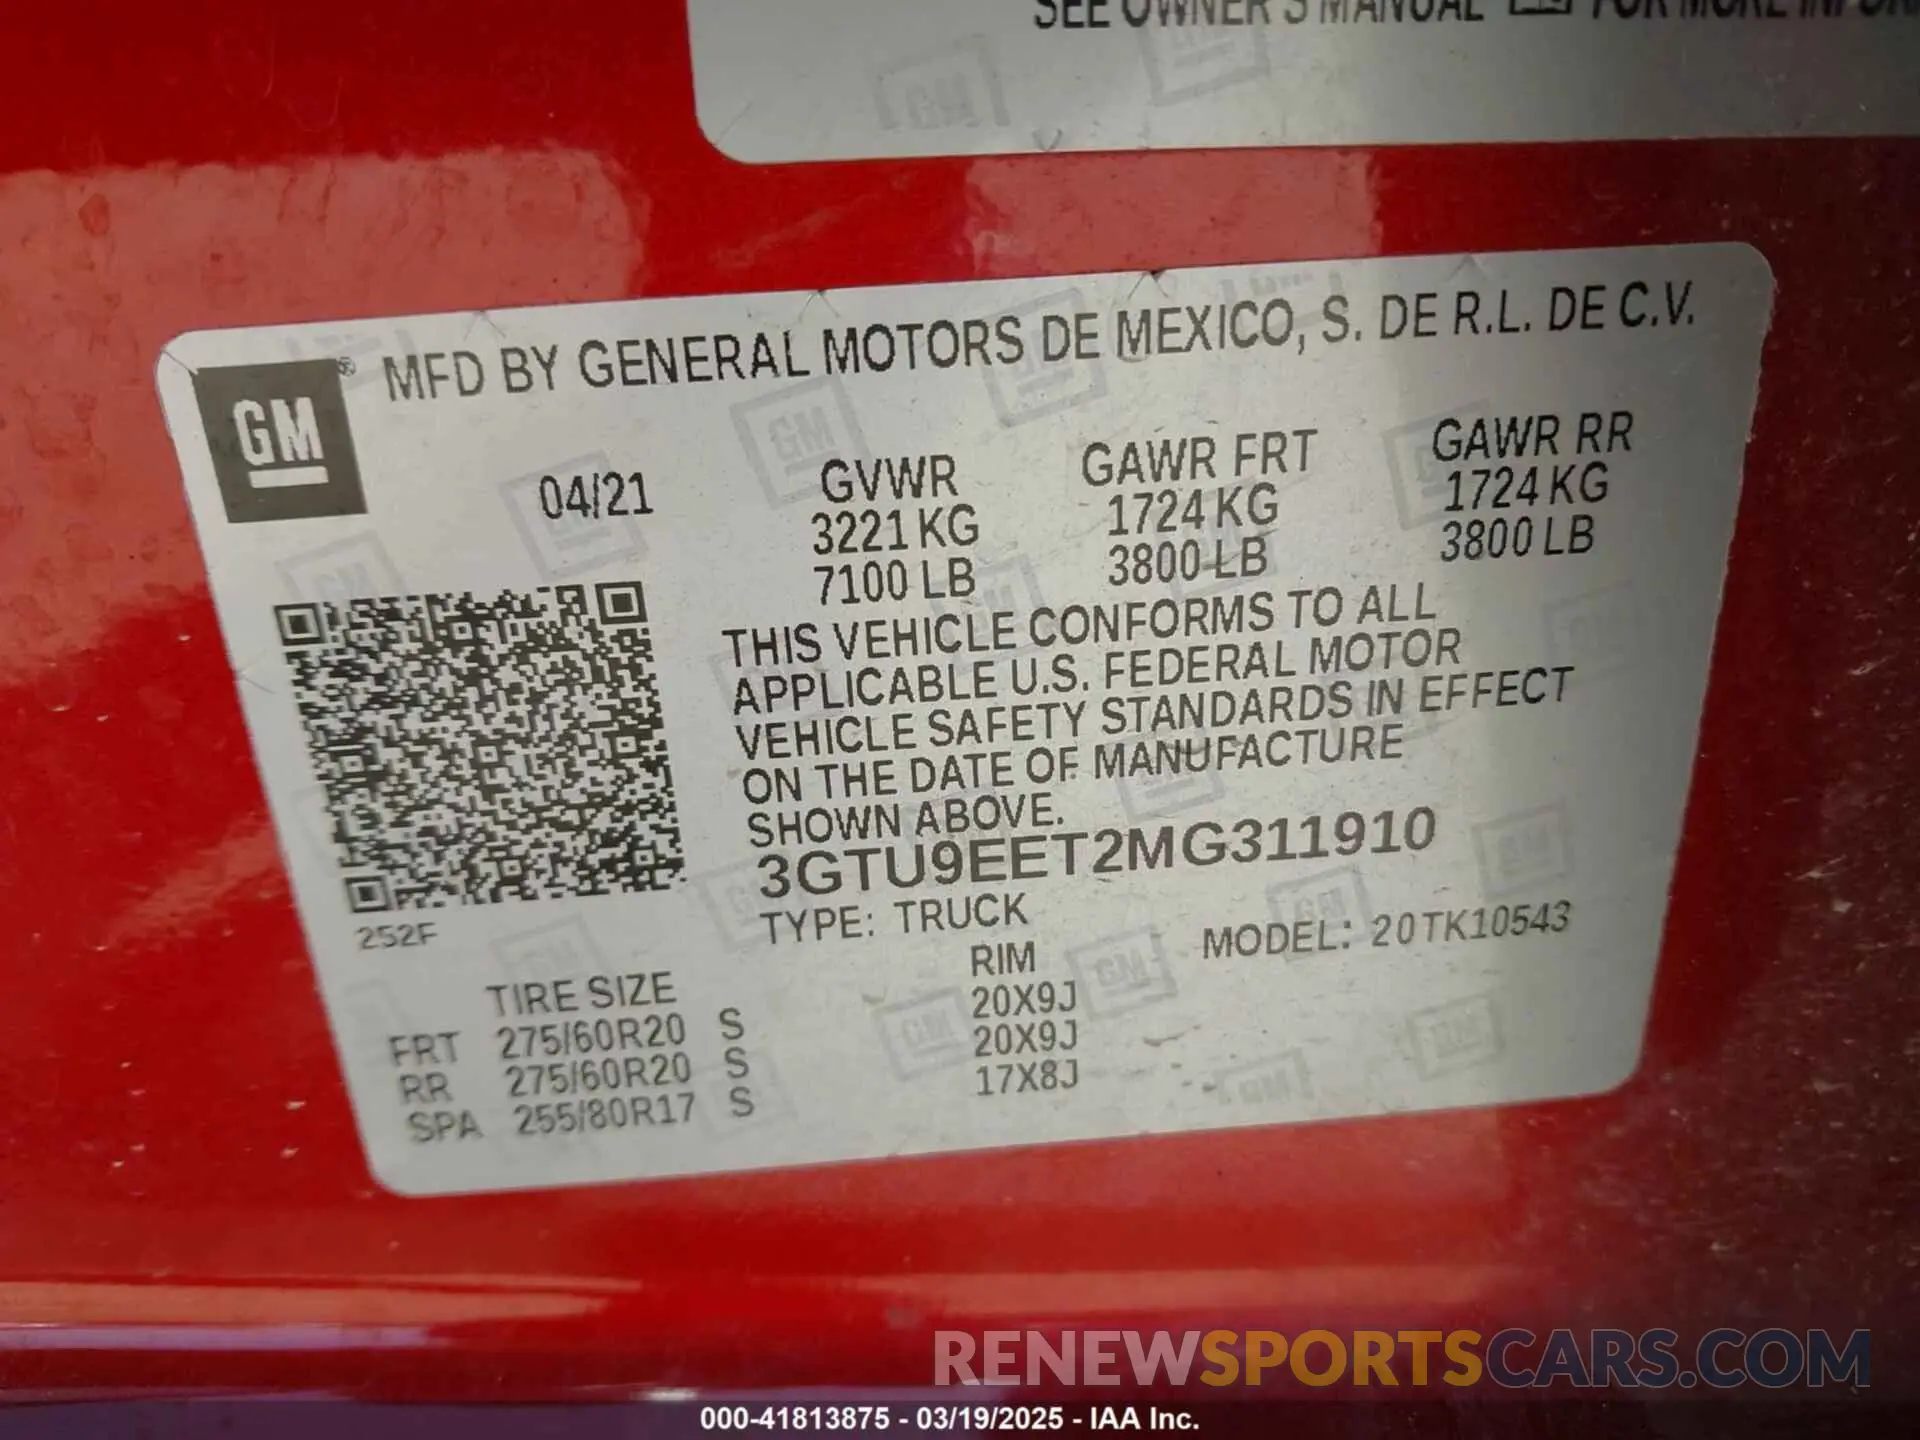 SEE OWNER'S MANUAL FOR MORE
GM ® MFD BY GENERAL MOTORS DE MEXICO, S. DE R.L. DE C.V.
04/21 GVWR GAWR FRT GAWR RR
3221 KG 1724 KG 1724 KG
7100 LB 3800 LB 3800 LB
THIS VEHICLE CONFORMS TO ALL
APPLICABLE U.S. FEDERAL MOTOR
VEHICLE SAFETY STANDARDS IN EFFECT
ON THE DATE OF MANUFACTURE
SHOWN ABOVE.
3GTU9EET2MG311910
252F TYPE: TRUCK MODEL: 20TK10543
TIRE SIZE RIM
FRT 275/60R20 S 20X9J
RR 275/60R20 S 20X9J
SPA 255/80R17 S 17X8J
RENEWSPORTSCARS.COM
000-41813875 - 03/19/2025 - IAA Inc.